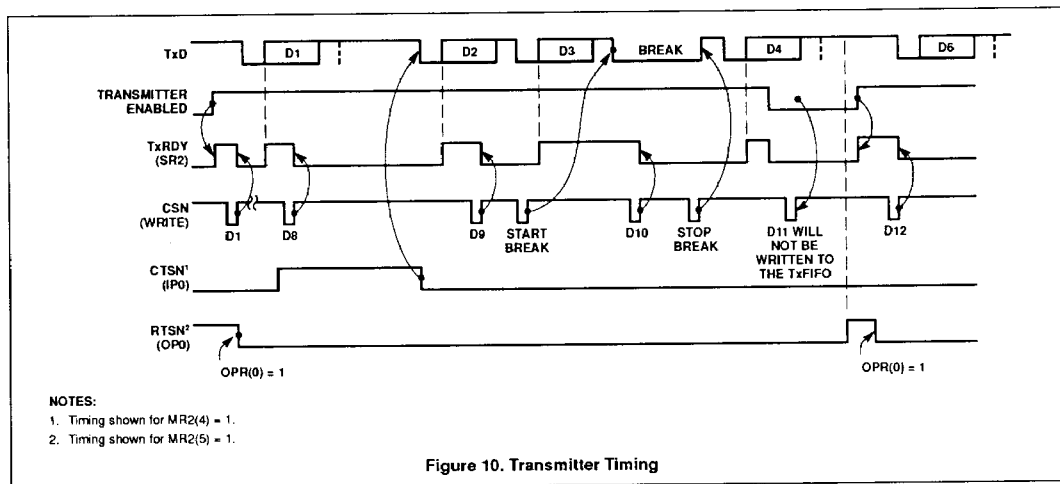 TxD D1 D2 D3 BREAK D4 D6
TRANSMITTER
ENABLED
TxRDY
(SR2)
CSN
(WRITE)
D1 D8 D9 START
BREAK D10 STOP
BREAK D11 WILL
NOT BE
WRITTEN TO
THE TxFIFO D12
CTSN¹
(IP0)
RTSN²
(OP0)
OPR(0) = 1 OPR(0) = 1
NOTES:
1. Timing shown for MR2(4) = 1.
2. Timing shown for MR2(5) = 1.
Figure 10. Transmitter Timing